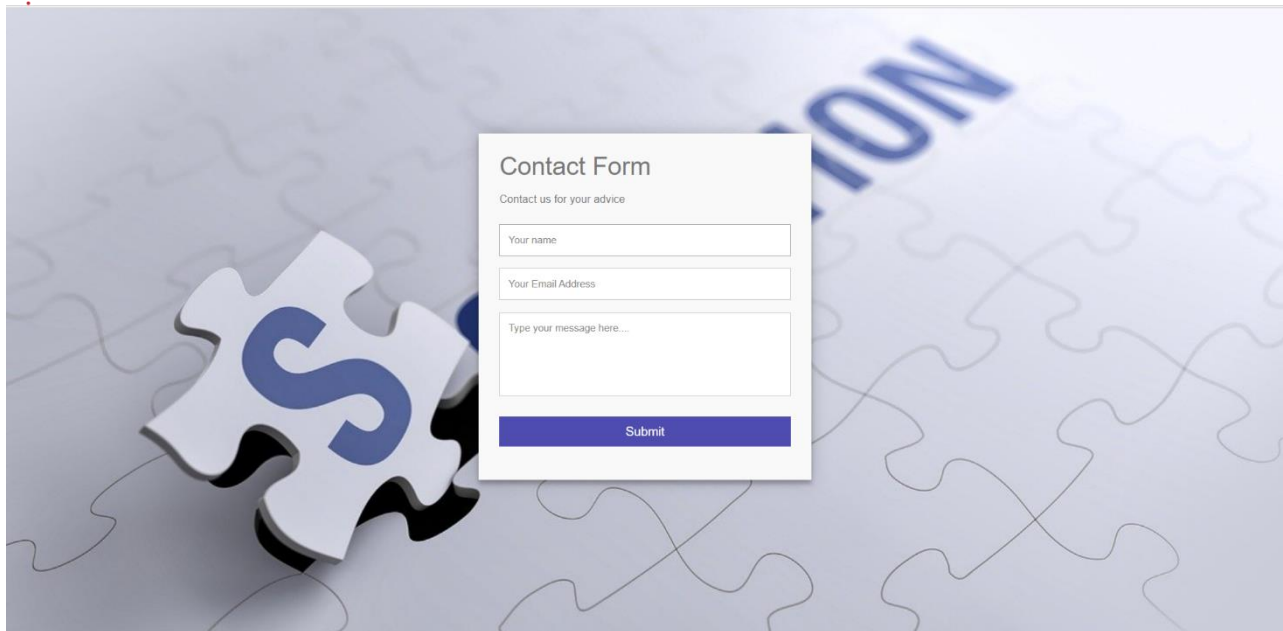 ION
Contact Form
Contact us for your advice
Your name
Your Email Address
Type your message here....
S
Submit